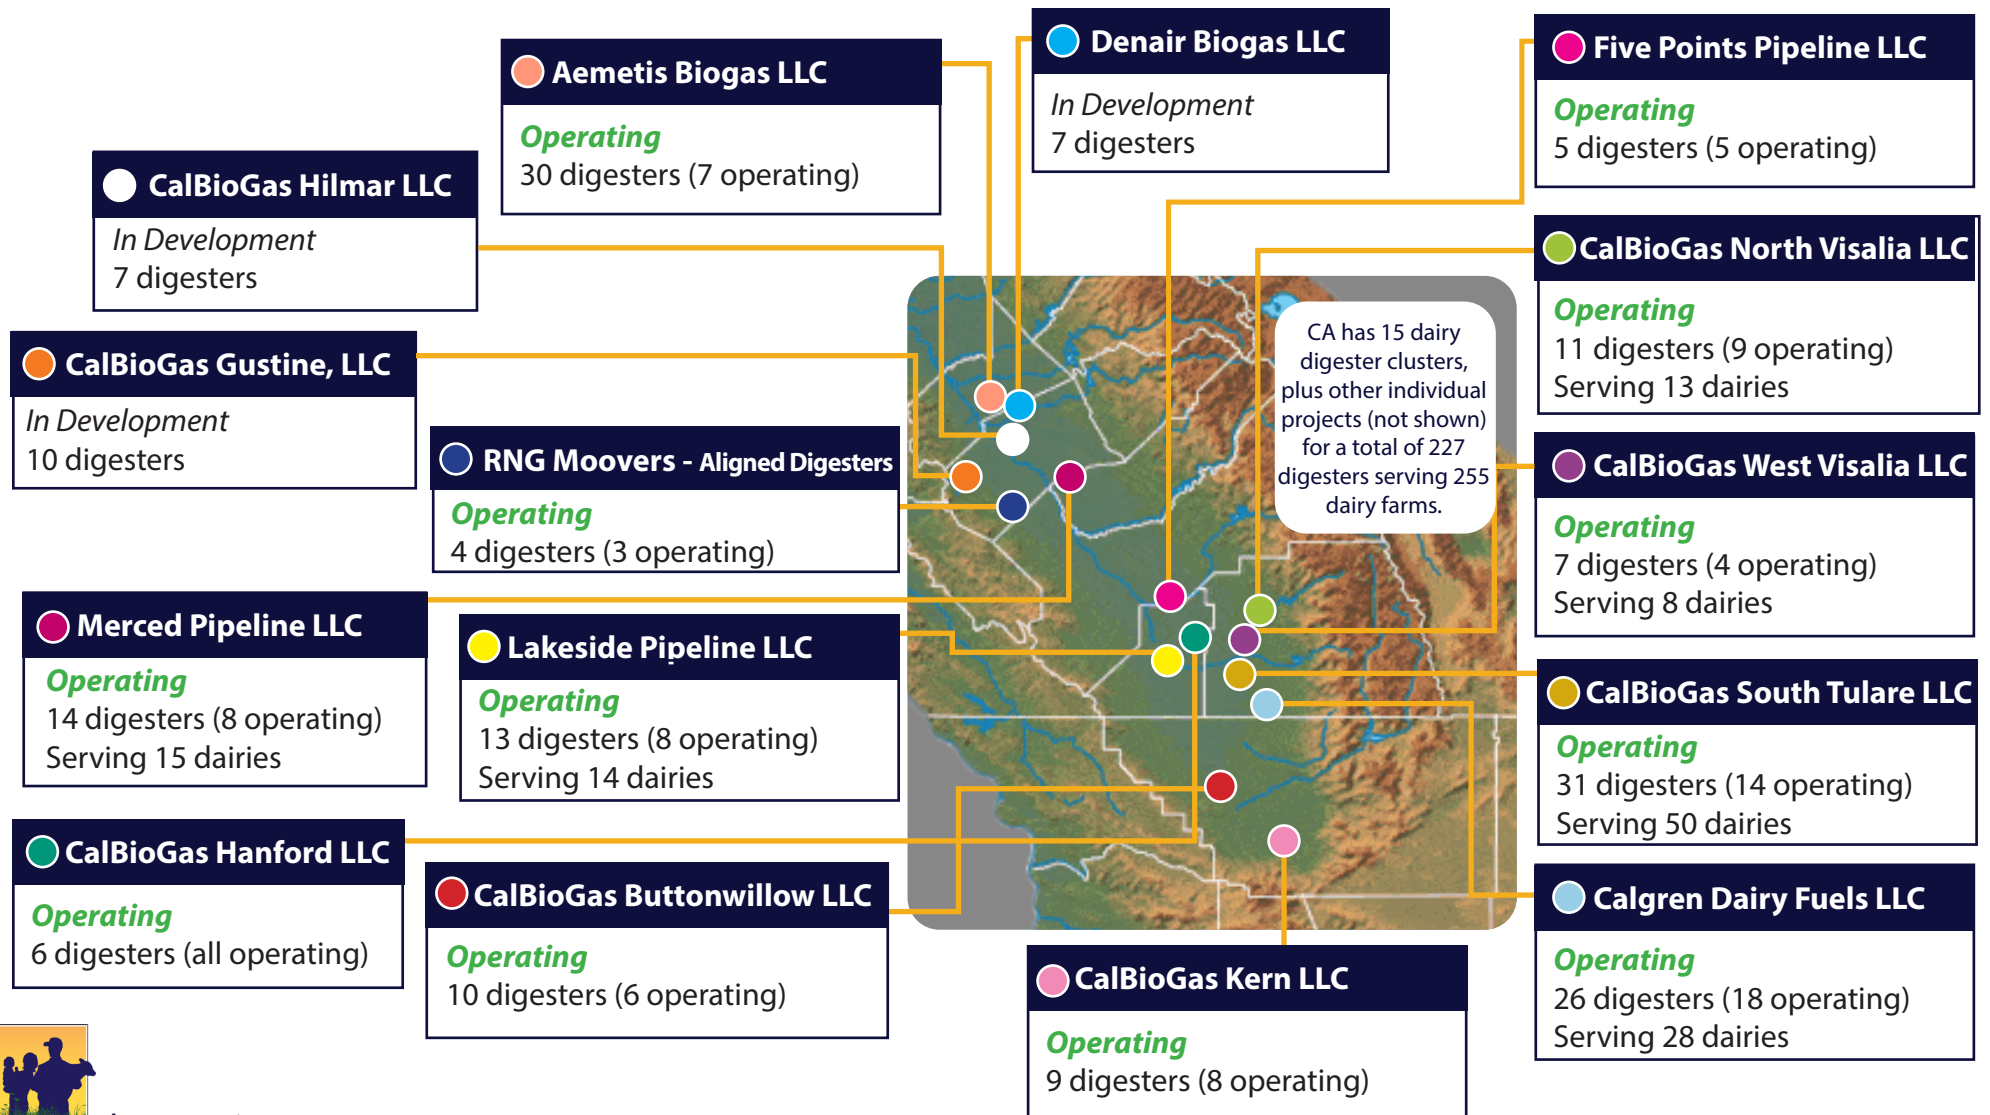 Aemetis Biogas LLC
Operating
30 digesters (7 operating)
Denair Biogas LLC
In Development
7 digesters
Five Points Pipeline LLC
Operating
5 digesters (5 operating)
CalBioGas Hilmar LLC
In Development
7 digesters
CalBioGas North Visalia LLC
Operating
11 digesters (9 operating)
Serving 13 dairies
CA has 15 dairy
digester clusters,
plus other individual
projects (not shown)
for a total of 227
digesters serving 255
dairy farms.
CalBioGas Gustine, LLC
In Development
10 digesters
RNG Moovers - Aligned Digesters
Operating
4 digesters (3 operating)
CalBioGas West Visalia LLC
Operating
7 digesters (4 operating)
Serving 8 dairies
Merced Pipeline LLC
Operating
14 digesters (8 operating)
Serving 15 dairies
Lakeside Pipeline LLC
Operating
13 digesters (8 operating)
Serving 14 dairies
CalBioGas South Tulare LLC
Operating
31 digesters (14 operating)
Serving 50 dairies
CalBioGas Hanford LLC
Operating
6 digesters (all operating)
CalBioGas Buttonwillow LLC
Operating
10 digesters (6 operating)
Calgren Dairy Fuels LLC
Operating
26 digesters (18 operating)
Serving 28 dairies
CalBioGas Kern LLC
Operating
9 digesters (8 operating)